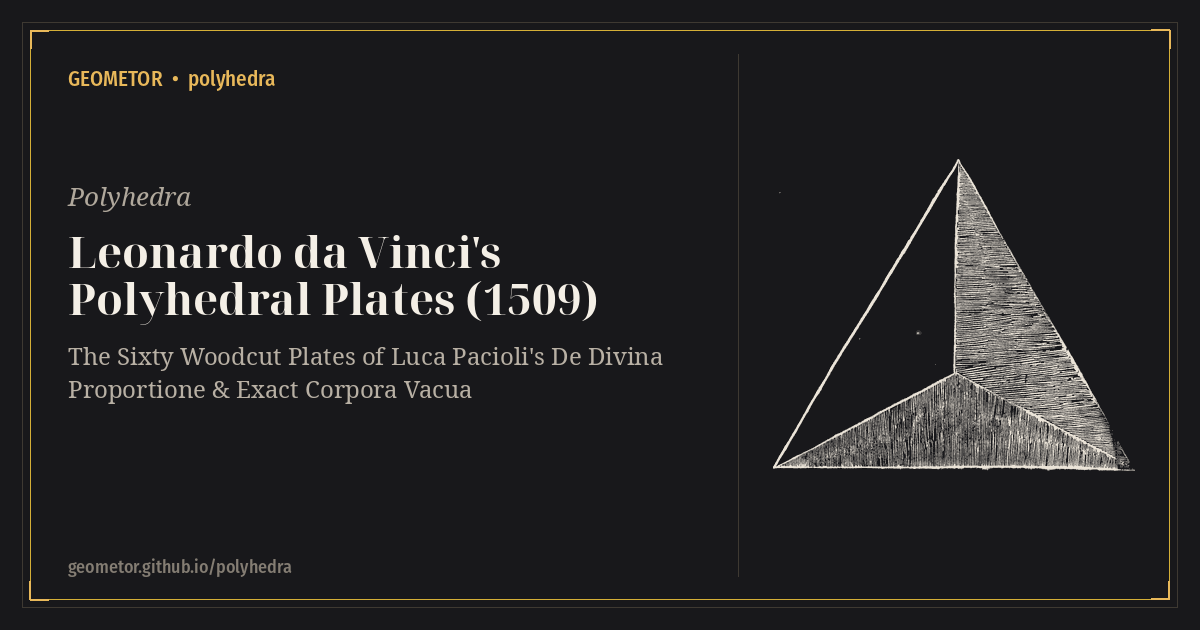 GEOMETOR • polyhedra
Polyhedra
Leonardo da Vinci's
Polyhedral Plates (1509)
The Sixty Woodcut Plates of Luca Pacioli's De Divina
Proportione & Exact Corpora Vacua
geometor.github.io/polyhedra